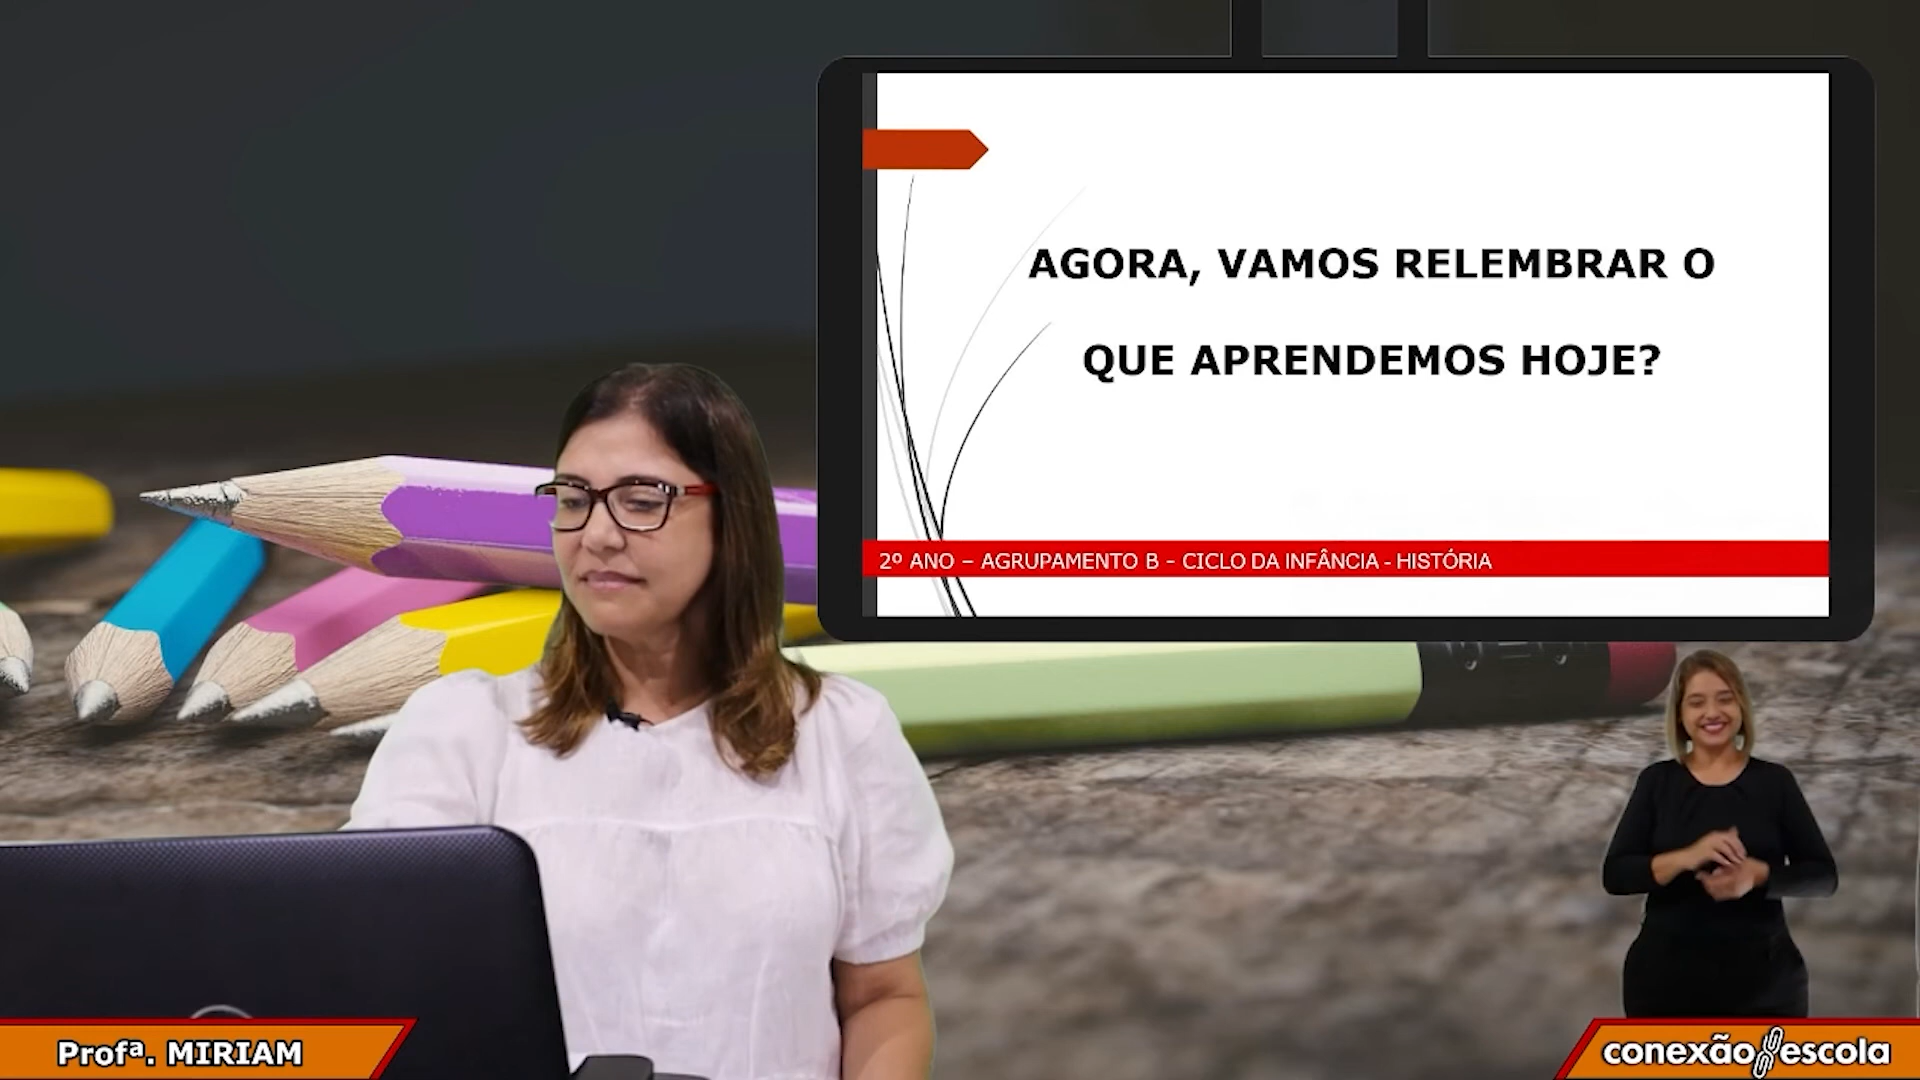 AGORA, VAMOS RELEMBRAR O
QUE APRENDEMOS HOJE?
2º ANO – AGRUPAMENTO B - CICLO DA INFÂNCIA - HISTÓRIA
Profª. MIRIAM
conexão escola